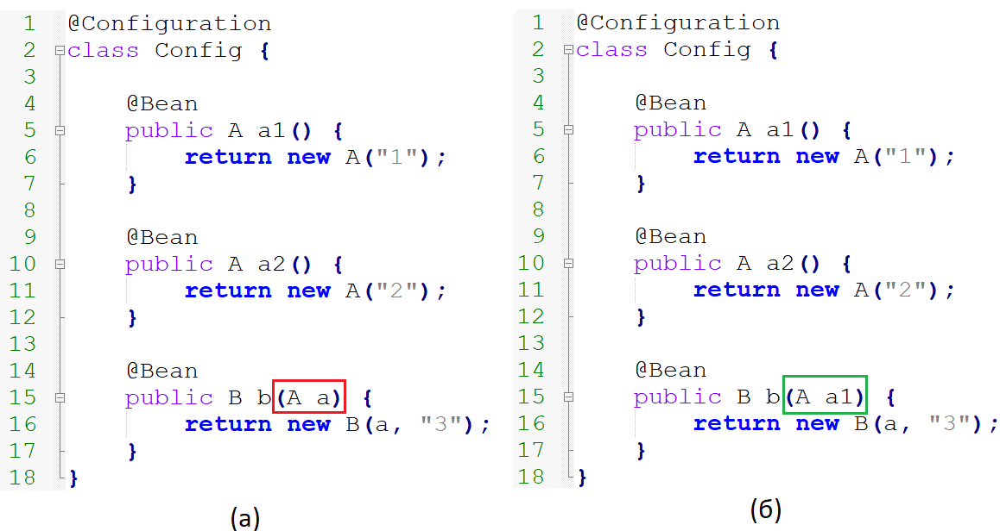 1 @Configuration
2 class Config {
3
4 @Bean
5 public A a1() {
6 return new A("1");
7 }
8
9 @Bean
10 public A a2() {
11 return new A("2");
12 }
13
14 @Bean
15 public B b(A a) {
16 return new B(a, "3");
17 }
18 }
(а)
1 @Configuration
2 class Config {
3
4 @Bean
5 public A a1() {
6 return new A("1");
7 }
8
9 @Bean
10 public A a2() {
11 return new A("2");
12 }
13
14 @Bean
15 public B b(A a1) {
16 return new B(a, "3");
17 }
18 }
(б)